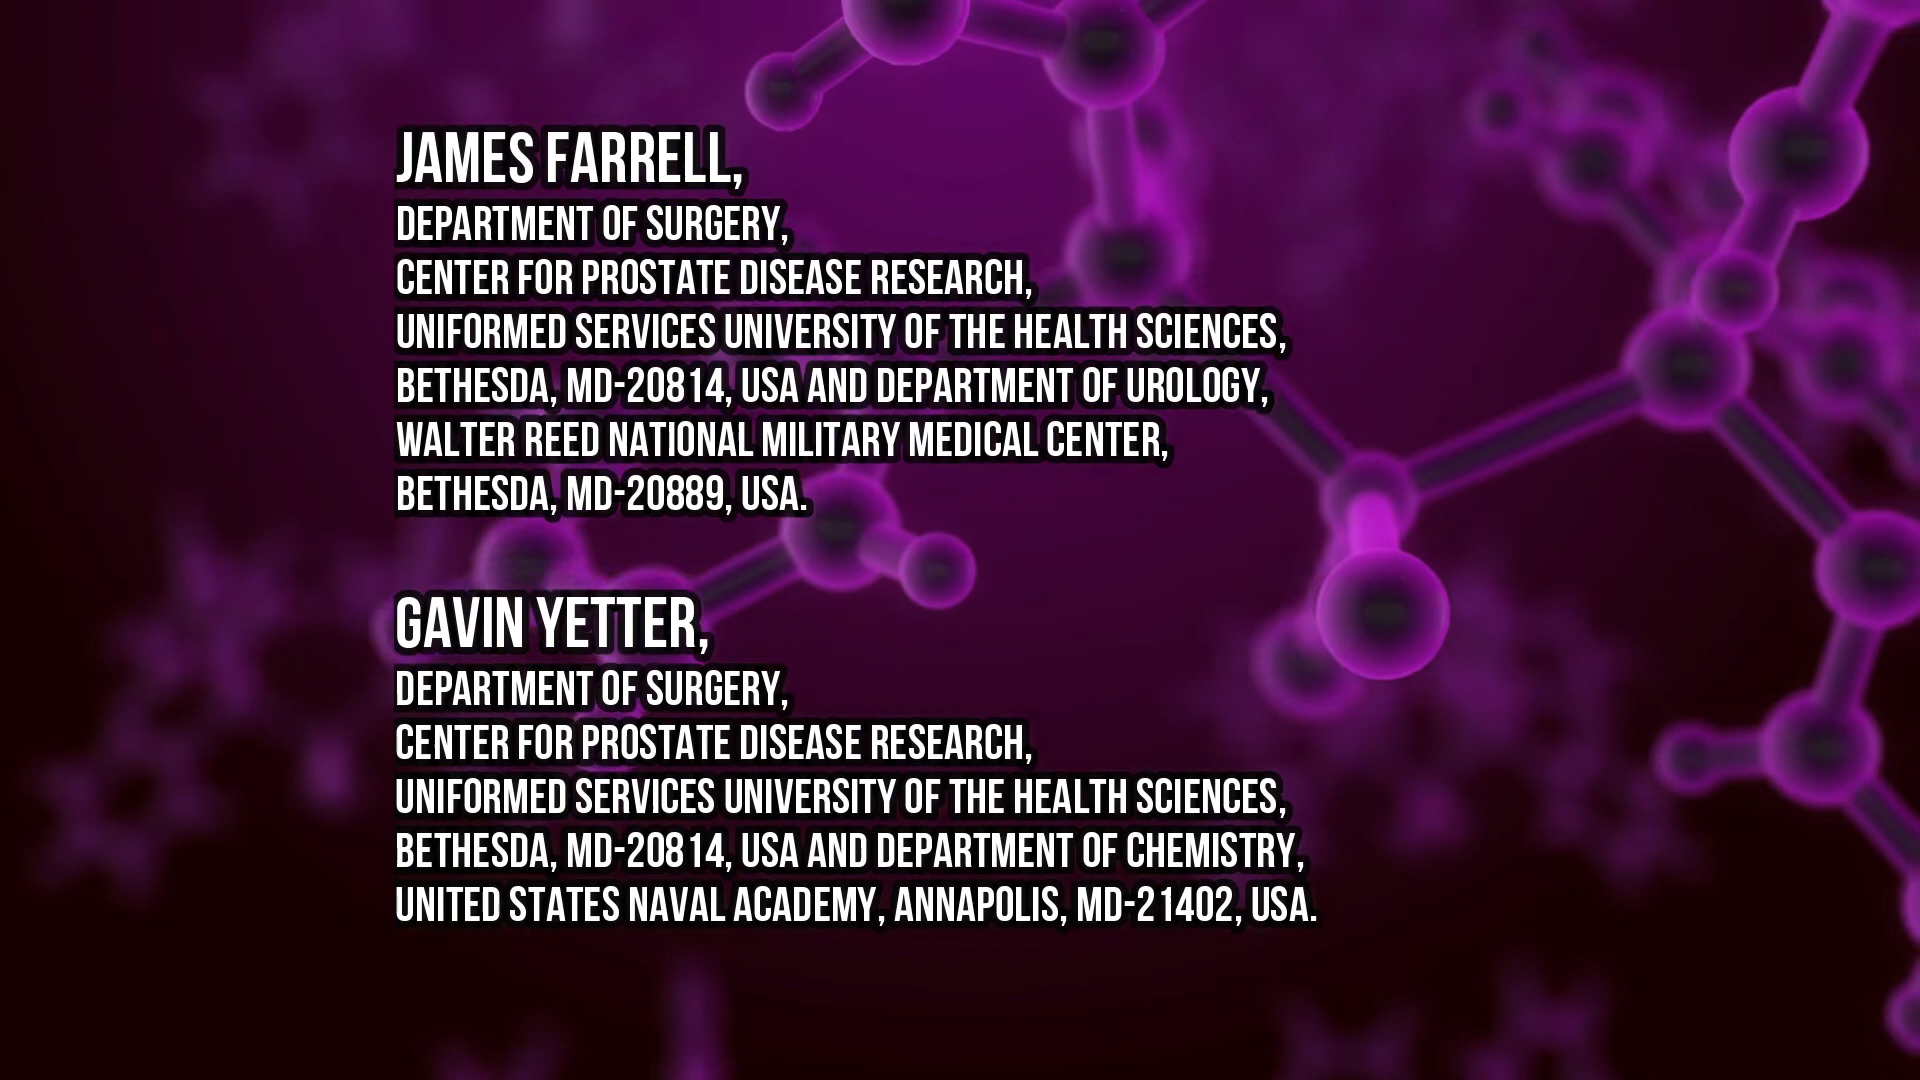 JAMES FARRELL,
DEPARTMENT OF SURGERY,
CENTER FOR PROSTATE DISEASE RESEARCH,
UNIFORMED SERVICES UNIVERSITY OF THE HEALTH SCIENCES,
BETHESDA, MD-20814, USA AND DEPARTMENT OF UROLOGY,
WALTER REED NATIONAL MILITARY MEDICAL CENTER,
BETHESDA, MD-20889, USA.
GAVIN YETTER,
DEPARTMENT OF SURGERY,
CENTER FOR PROSTATE DISEASE RESEARCH,
UNIFORMED SERVICES UNIVERSITY OF THE HEALTH SCIENCES,
BETHESDA, MD-20814, USA AND DEPARTMENT OF CHEMISTRY,
UNITED STATES NAVAL ACADEMY, ANNAPOLIS, MD-21402, USA.